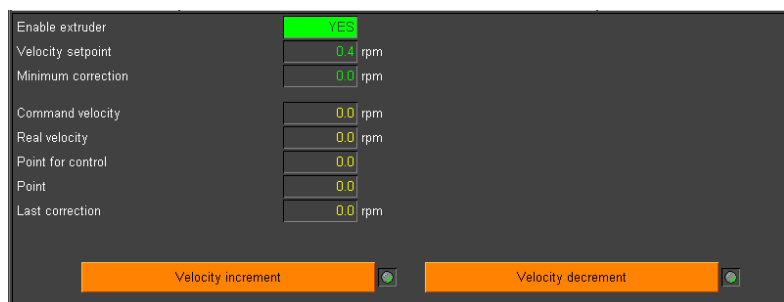 Enable extruder YES
Velocity setpoint 0.4 rpm
Minimum correction 0.0 rpm
Command velocity 0.0 rpm
Real velocity 0.0 rpm
Point for control 0.0
Point 0.0
Last correction 0.0 rpm
Velocity increment Velocity decrement